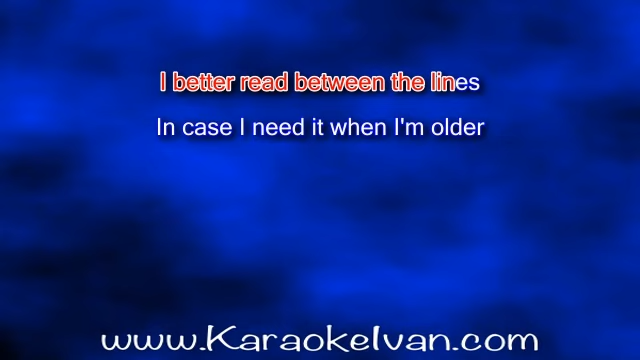 I better read between the lines
In case I need it when I'm older
www.KaraokeIvan.com